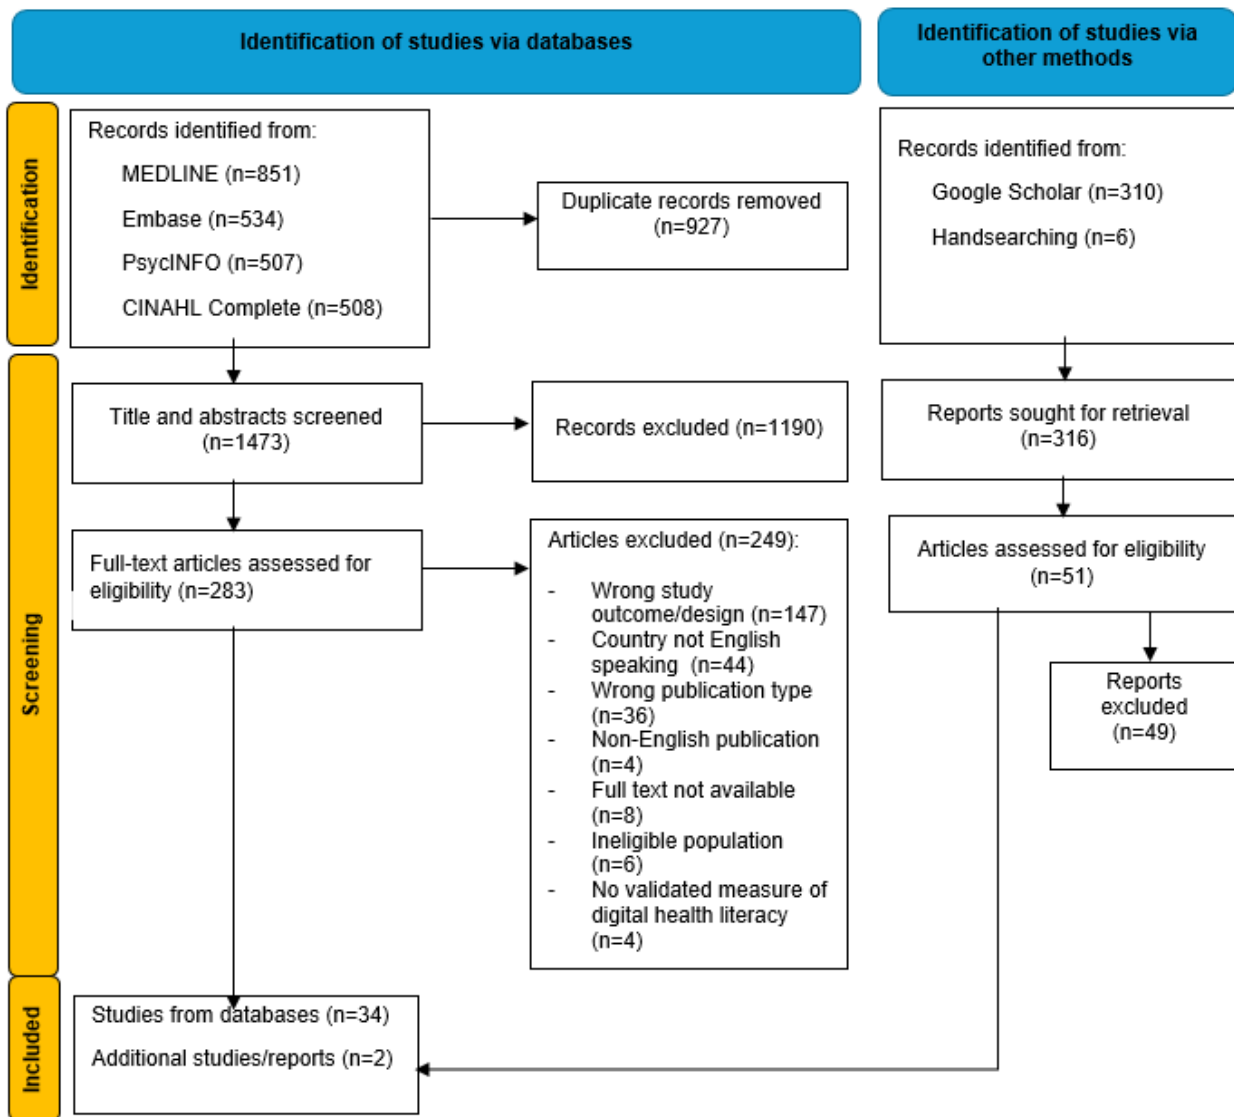 Identification of studies via databases
Identification of studies via
other methods
Identification
Records identified from:
MEDLINE (n=851)
Embase (n=534)
PsycINFO (n=507)
CINAHL Complete (n=508)
Duplicate records removed
(n=927)
Records identified from:
Google Scholar (n=310)
Handsearching (n=6)
Screening
Title and abstracts screened
(n=1473)
Records excluded (n=1190)
Reports sought for retrieval
(n=316)
Full-text articles assessed for
eligibility (n=283)
Articles excluded (n=249):
- Wrong study
outcome/design (n=147)
- Country not English
speaking (n=44)
- Wrong publication type
(n=36)
- Non-English publication
(n=4)
- Full text not available
(n=8)
- Ineligible population
(n=6)
- No validated measure of
digital health literacy
(n=4)
Articles assessed for eligibility
(n=51)
Reports
excluded
(n=49)
Included
Studies from databases (n=34)
Additional studies/reports (n=2)